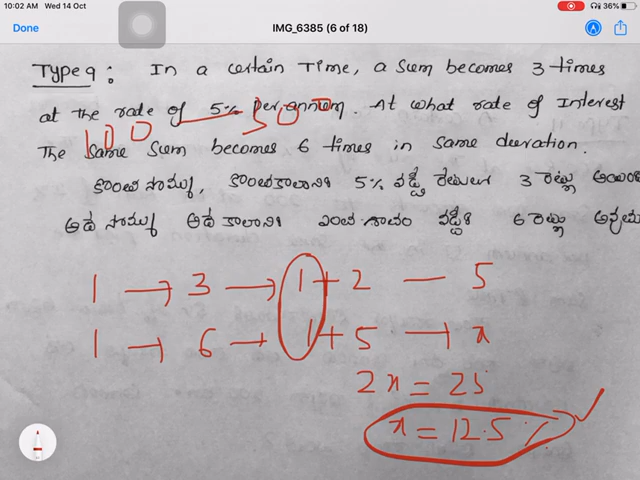 10:02 AM Wed 14 Oct
36%
Done
IMG_6385 (6 of 18)
Type 9 : In a certain Time, a sum becomes 3 times
at the rate of 5% per annum. At what rate of Interest
100 500
The same sum becomes 6 times in same duration.
కొంత సొమ్ము, కొంతకాలానికి 5% వడ్డీ రేటులో 3 రెట్లు
అదే సొమ్ము అదే కాలానికి ఎంత శాతం వడ్డీకి 6 రెట్లు
1 → 3 → 1 + 2 — 5
1 → 6 → 1 + 5 → x
2x = 25
x = 12.5 %